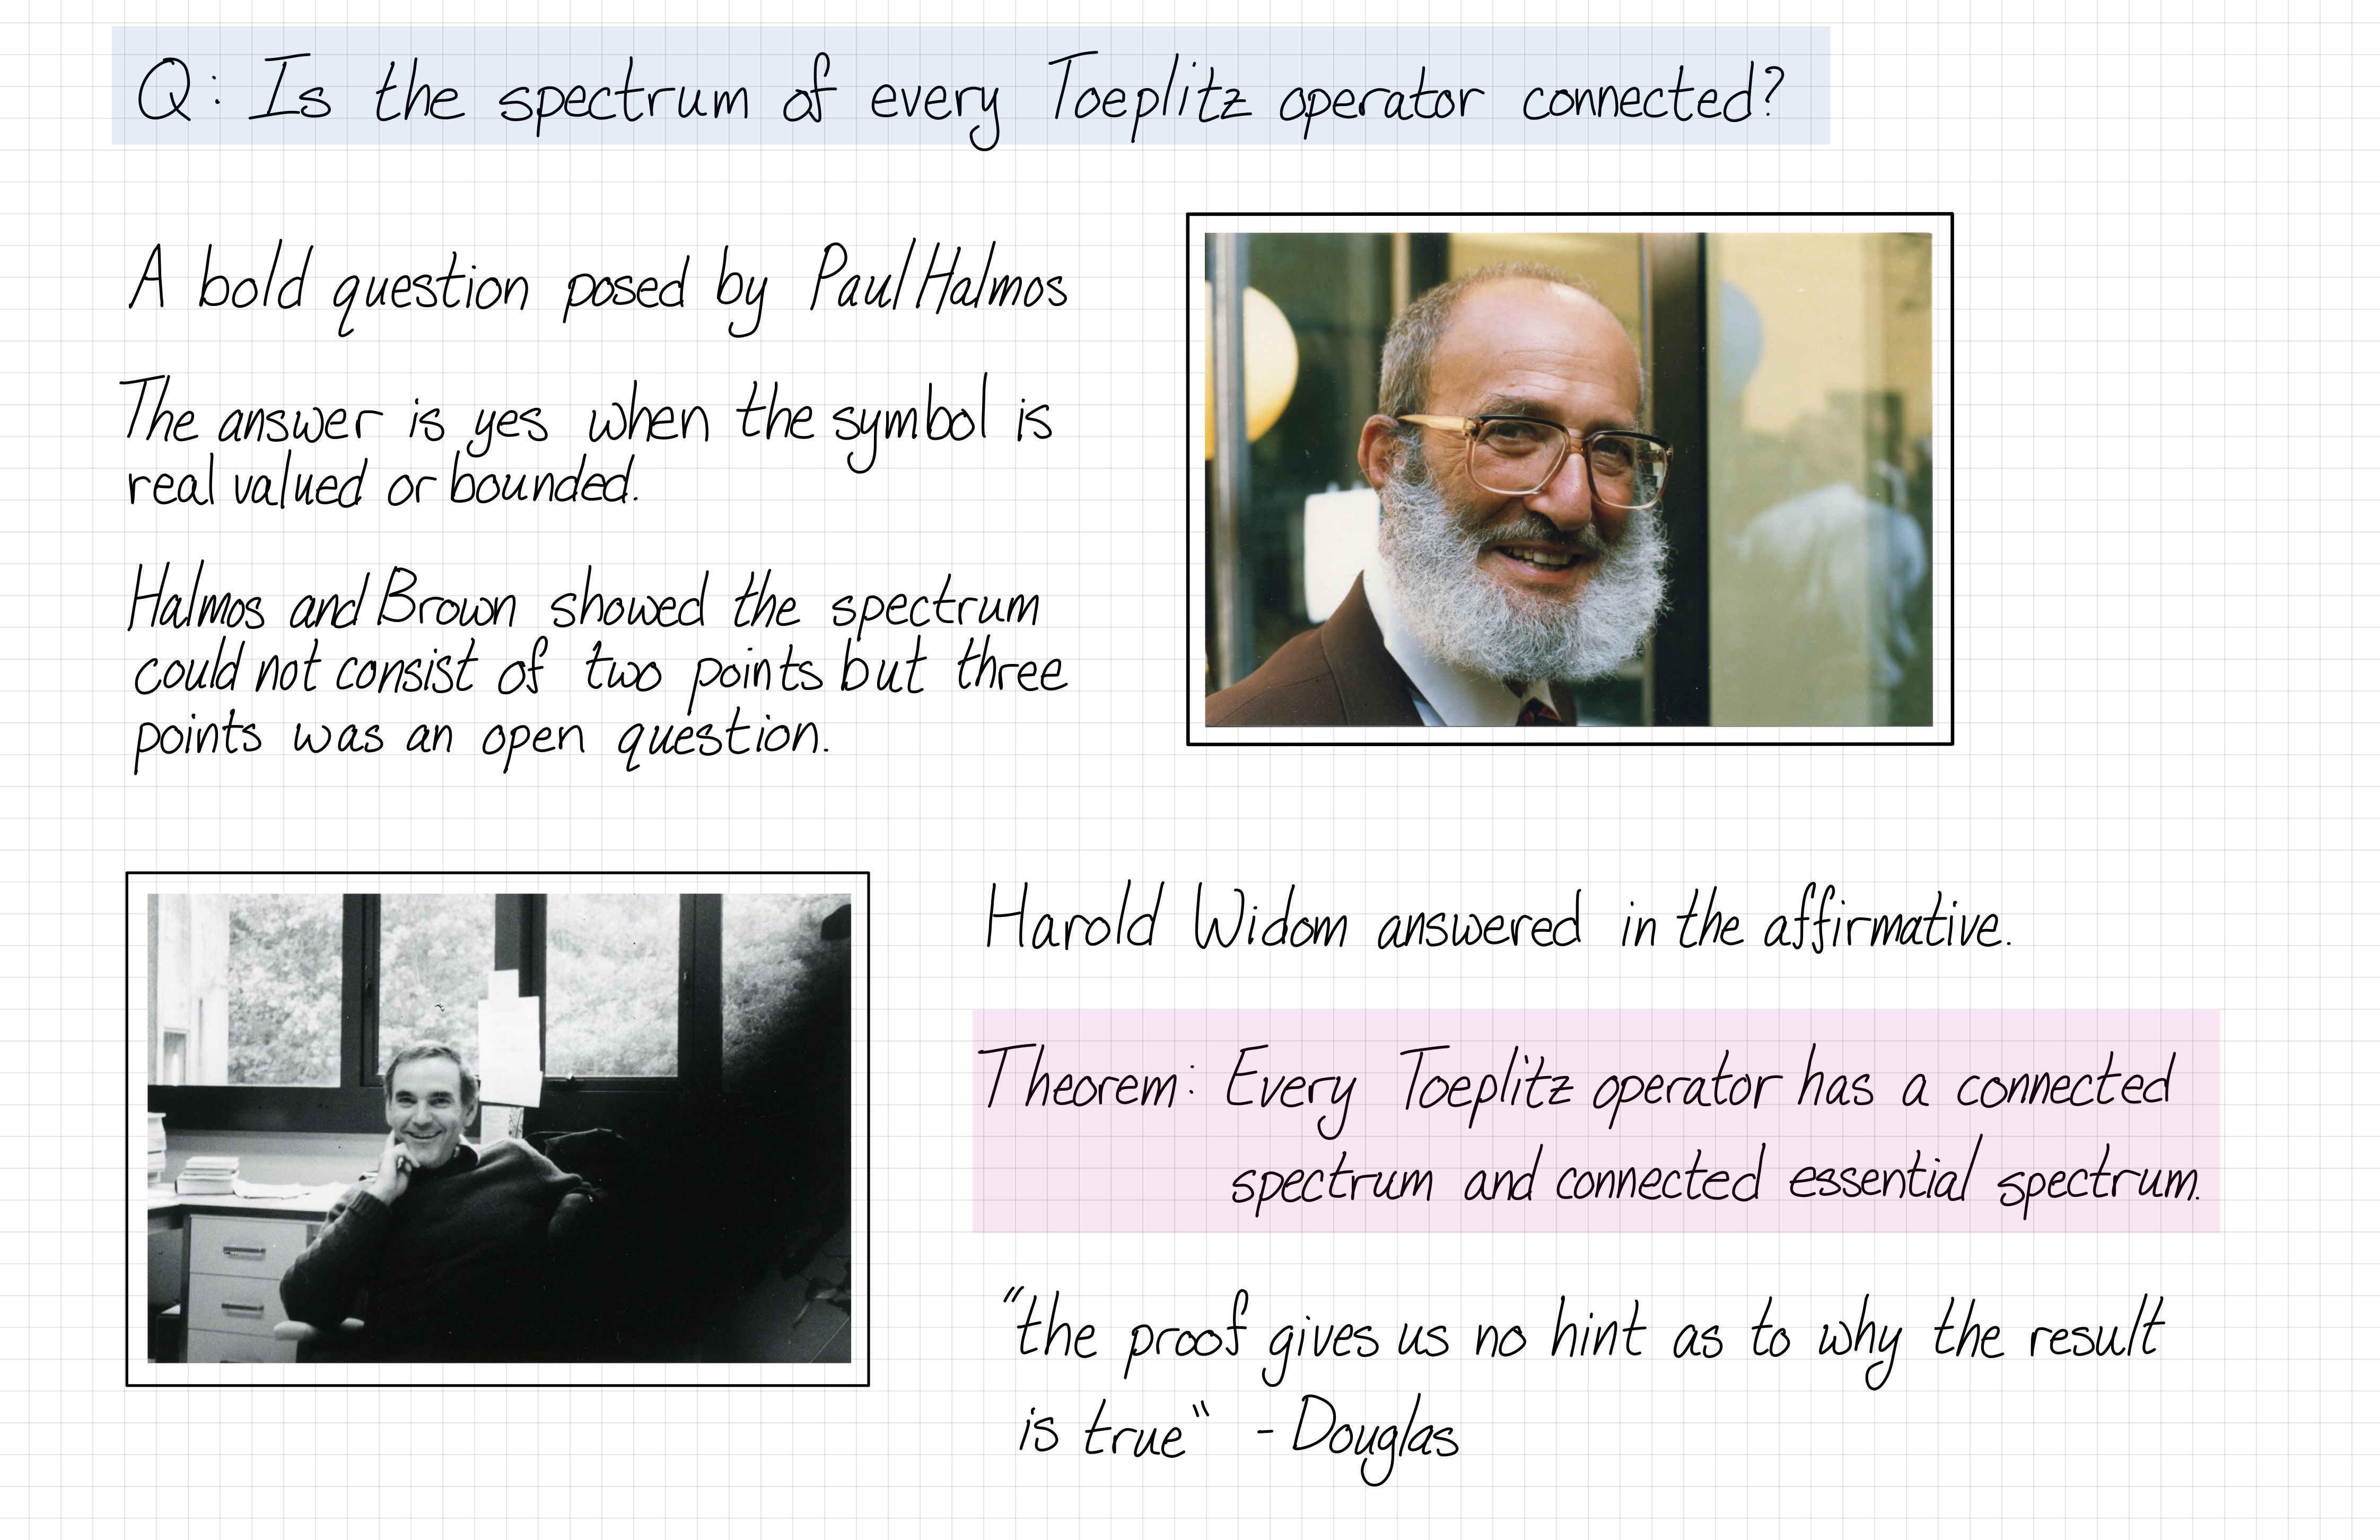 Q: Is the spectrum of every Toeplitz operator connected?
A bold question posed by Paul Halmos
The answer is yes when the symbol is
real valued or bounded.
Halmos and Brown showed the spectrum
could not consist of two points but three
points was an open question.
Harold Widom answered in the affirmative.
Theorem: Every Toeplitz operator has a connected
spectrum and connected essential spectrum.
“the proof gives us no hint as to why the result
is true“ - Douglas